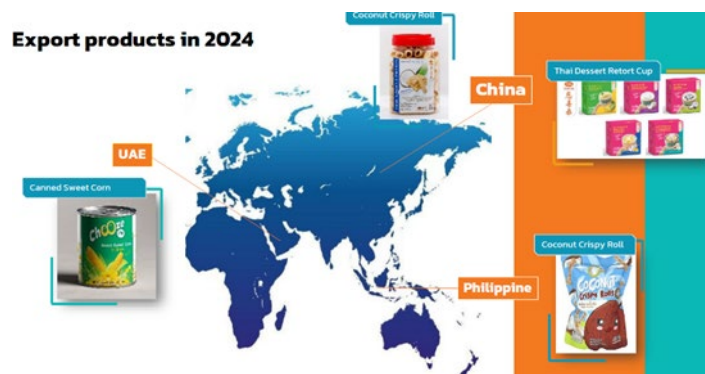 Export products in 2024
Coconut Crispy Roll
China
Thai Dessert Retort Cup
UAE
Canned Sweet Corn
Chooze
Coconut Crispy Roll
COCONUT
Crispy Rolls
Philippine